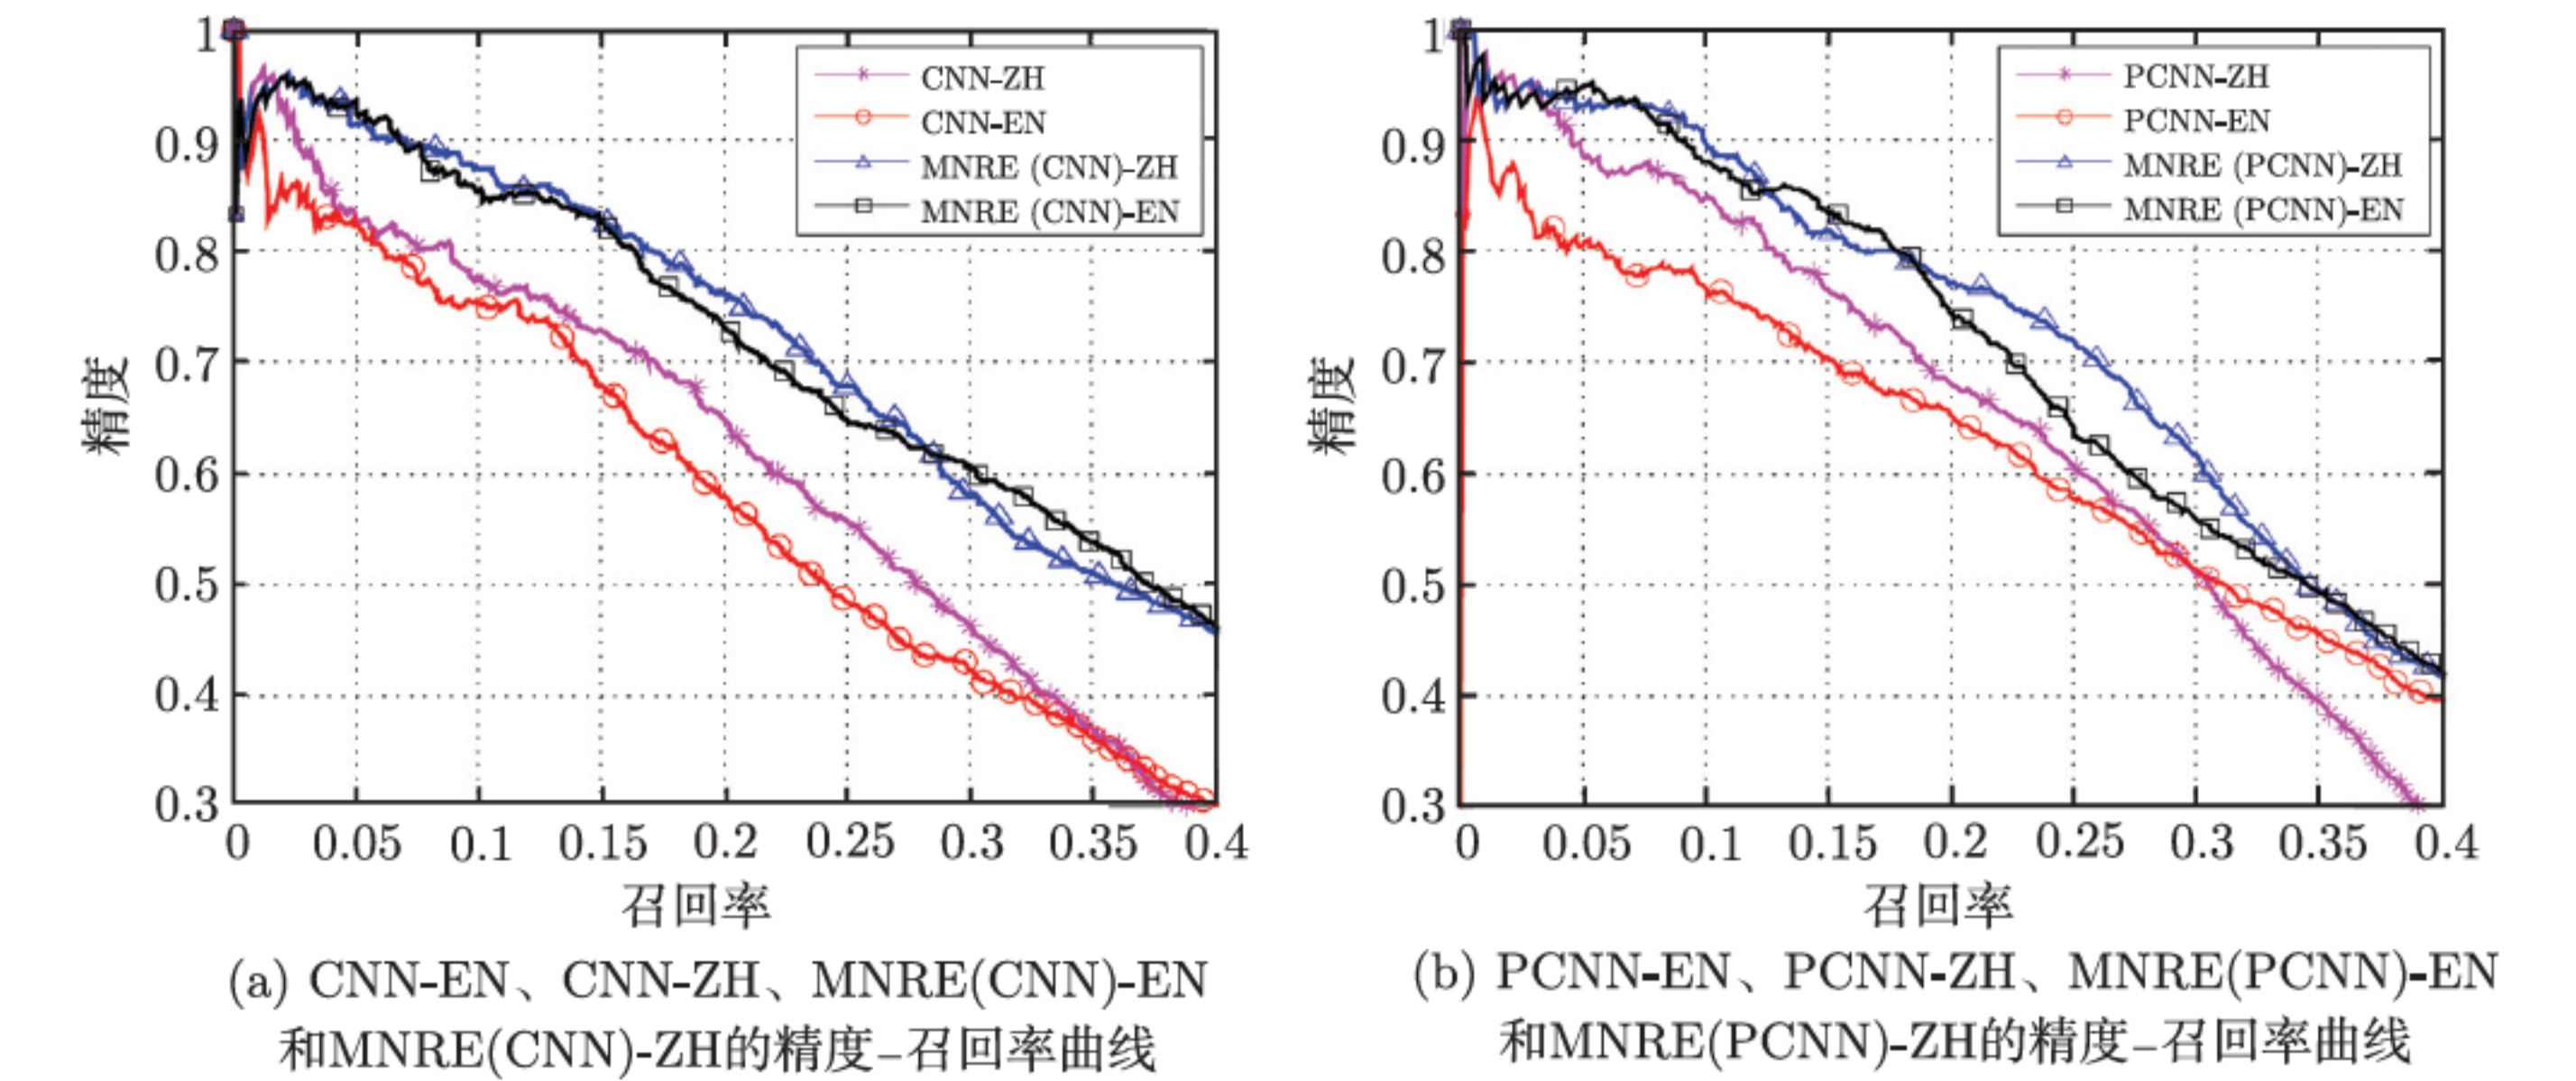 1
0.9
0.8
0.7
0.6
0.5
0.4
0.3
精度
CNN-ZH
CNN-EN
MNRE (CNN)-ZH
MNRE (CNN)-EN
0 0.05 0.1 0.15 0.2 0.25 0.3 0.35 0.4
召回率
(a) CNN-EN、CNN-ZH、MNRE(CNN)-EN
和MNRE(CNN)-ZH的精度–召回率曲线
1
0.9
0.8
0.7
0.6
0.5
0.4
0.3
精度
PCNN-ZH
PCNN-EN
MNRE (PCNN)-ZH
MNRE (PCNN)-EN
0 0.05 0.1 0.15 0.2 0.25 0.3 0.35 0.4
召回率
(b) PCNN-EN、PCNN-ZH、MNRE(PCNN)-EN
和MNRE(PCNN)-ZH的精度–召回率曲线